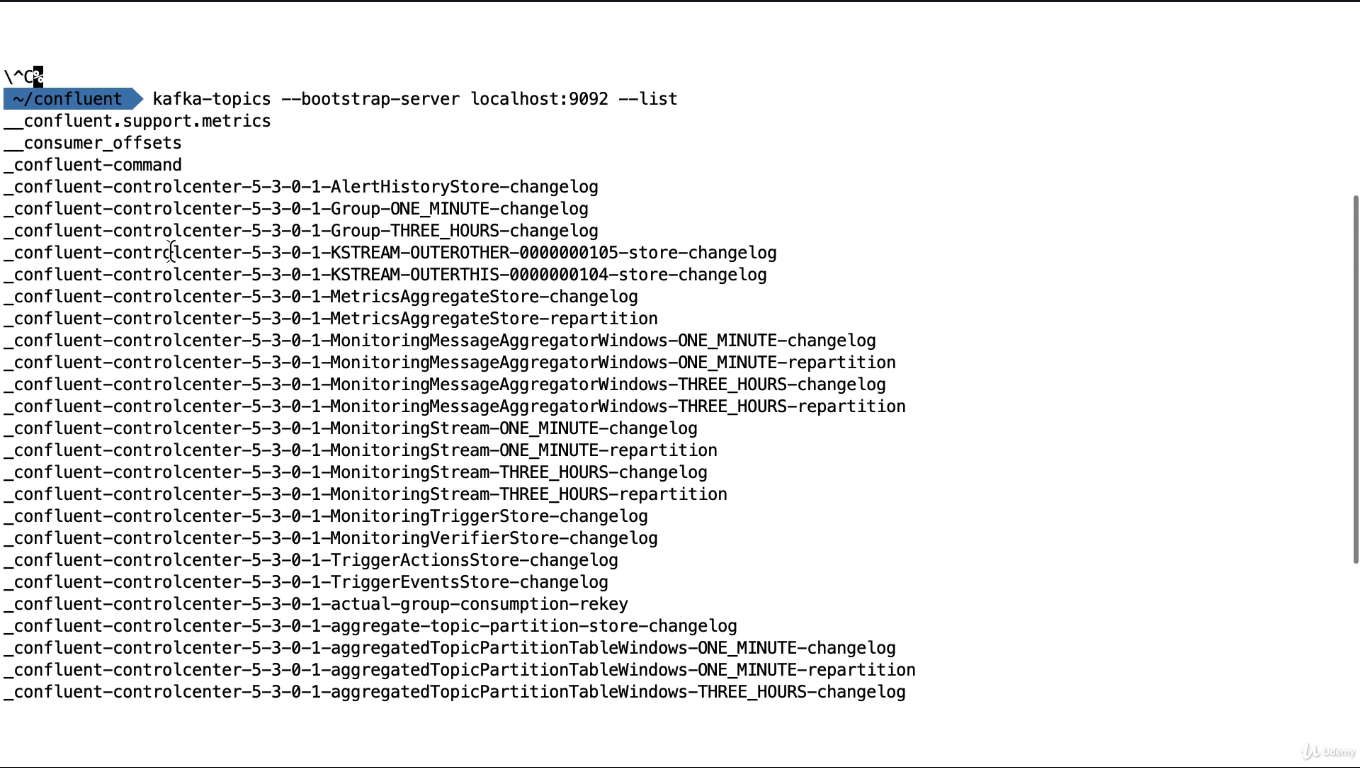 \^C%
~/confluent kafka-topics --bootstrap-server localhost:9092 --list
__confluent.support.metrics
__consumer_offsets
_confluent-command
_confluent-controlcenter-5-3-0-1-AlertHistoryStore-changelog
_confluent-controlcenter-5-3-0-1-Group-ONE_MINUTE-changelog
_confluent-controlcenter-5-3-0-1-Group-THREE_HOURS-changelog
_confluent-controlcenter-5-3-0-1-KSTREAM-OUTEROTHER-0000000105-store-changelog
_confluent-controlcenter-5-3-0-1-KSTREAM-OUTERTHIS-0000000104-store-changelog
_confluent-controlcenter-5-3-0-1-MetricsAggregateStore-changelog
_confluent-controlcenter-5-3-0-1-MetricsAggregateStore-repartition
_confluent-controlcenter-5-3-0-1-MonitoringMessageAggregatorWindows-ONE_MINUTE-changelog
_confluent-controlcenter-5-3-0-1-MonitoringMessageAggregatorWindows-ONE_MINUTE-repartition
_confluent-controlcenter-5-3-0-1-MonitoringMessageAggregatorWindows-THREE_HOURS-changelog
_confluent-controlcenter-5-3-0-1-MonitoringMessageAggregatorWindows-THREE_HOURS-repartition
_confluent-controlcenter-5-3-0-1-MonitoringStream-ONE_MINUTE-changelog
_confluent-controlcenter-5-3-0-1-MonitoringStream-ONE_MINUTE-repartition
_confluent-controlcenter-5-3-0-1-MonitoringStream-THREE_HOURS-changelog
_confluent-controlcenter-5-3-0-1-MonitoringStream-THREE_HOURS-repartition
_confluent-controlcenter-5-3-0-1-MonitoringTriggerStore-changelog
_confluent-controlcenter-5-3-0-1-MonitoringVerifierStore-changelog
_confluent-controlcenter-5-3-0-1-TriggerActionsStore-changelog
_confluent-controlcenter-5-3-0-1-TriggerEventsStore-changelog
_confluent-controlcenter-5-3-0-1-actual-group-consumption-rekey
_confluent-controlcenter-5-3-0-1-aggregate-topic-partition-store-changelog
_confluent-controlcenter-5-3-0-1-aggregatedTopicPartitionTableWindows-ONE_MINUTE-changelog
_confluent-controlcenter-5-3-0-1-aggregatedTopicPartitionTableWindows-ONE_MINUTE-repartition
_confluent-controlcenter-5-3-0-1-aggregatedTopicPartitionTableWindows-THREE_HOURS-changelog
Udemy